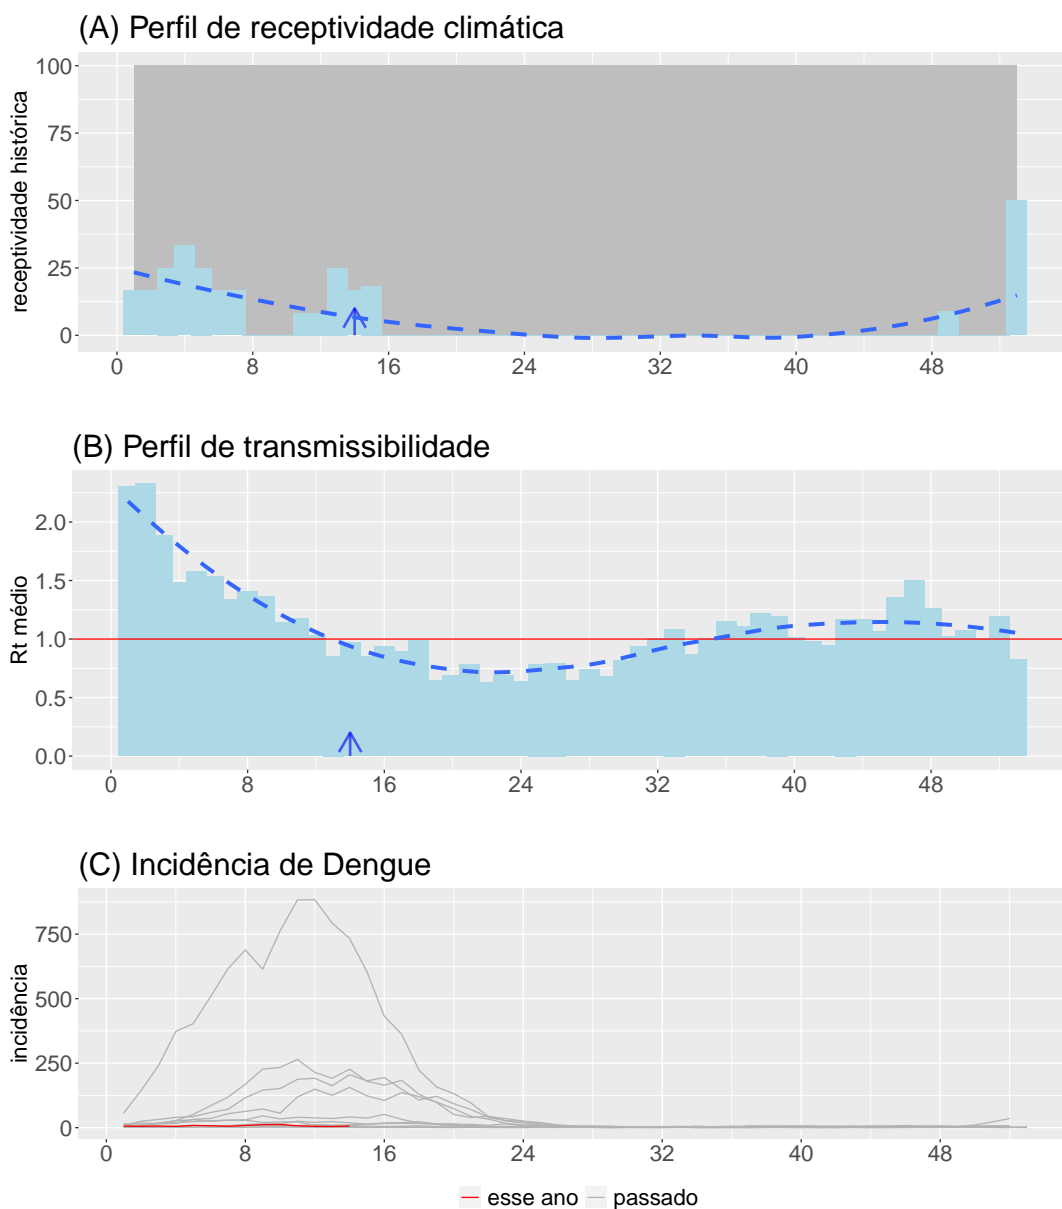 (A) Perfil de receptividade climática
receptividade histórica
100
75
50
25
0
0 8 16 24 32 40 48
(B) Perfil de transmissibilidade
Rt médio
2.0
1.5
1.0
0.5
0.0
0 8 16 24 32 40 48
(C) Incidência de Dengue
incidência
750
500
250
0
0 8 16 24 32 40 48
esse ano passado